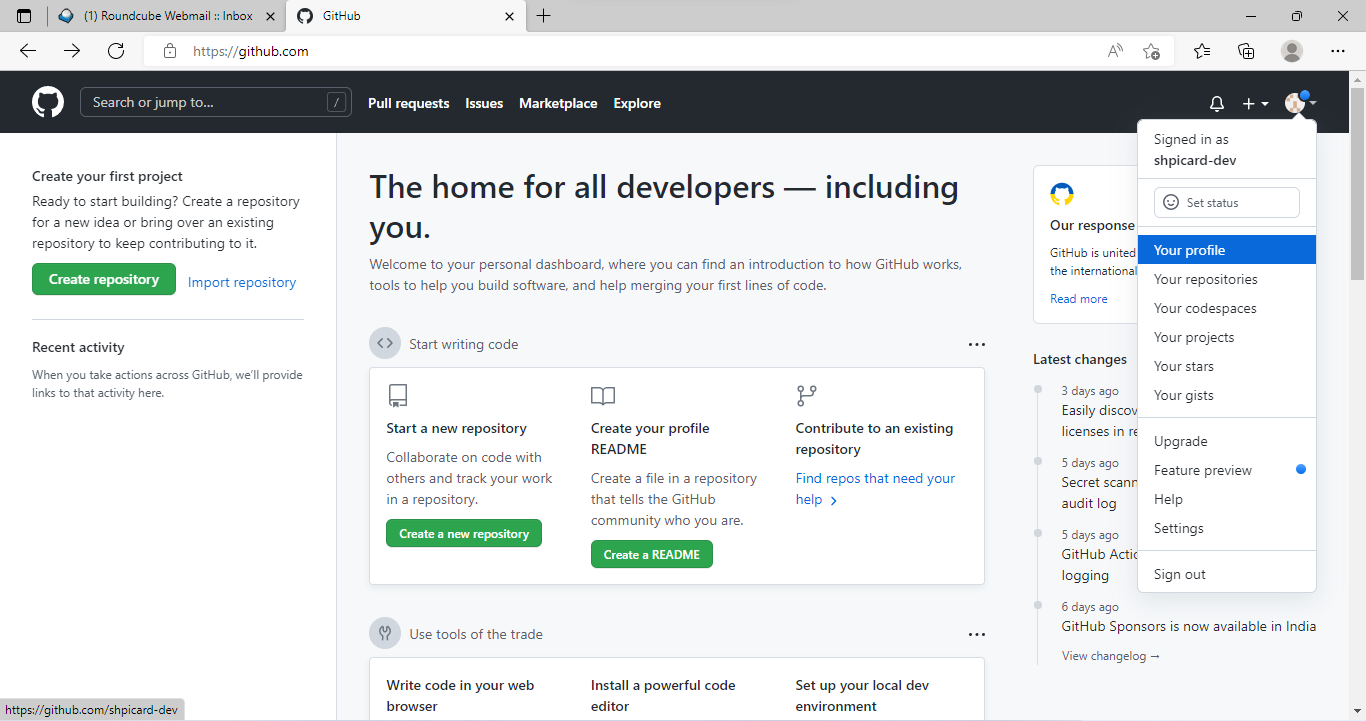 (1) Roundcube Webmail :: Inbox
GitHub
https://github.com
Search or jump to...
/
Pull requests
Issues
Marketplace
Explore
Create your first project
Ready to start building? Create a repository
for a new idea or bring over an existing
repository to keep contributing to it.
Create repository
Import repository
Recent activity
When you take actions across GitHub, we'll provide
links to that activity here.
The home for all developers — including
you.
Welcome to your personal dashboard, where you can find an introduction to how GitHub works,
tools to help you build software, and help merging your first lines of code.
Start writing code
Start a new repository
Collaborate on code with
others and track your work
in a repository.
Create a new repository
Create your profile
README
Create a file in a repository
that tells the GitHub
community who you are.
Create a README
Contribute to an existing
repository
Find repos that need your
help
Use tools of the trade
Write code in your web
browser
Install a powerful code
editor
Set up your local dev
environment
Our response
GitHub is united
the international
Read more
Latest changes
3 days ago
Easily discov
licenses in re
5 days ago
Secret scann
audit log
5 days ago
GitHub Actio
logging
6 days ago
GitHub Sponsors is now available in India
View changelog →
Signed in as
shpicard-dev
Set status
Your profile
Your repositories
Your codespaces
Your projects
Your stars
Your gists
Upgrade
Feature preview
Help
Settings
Sign out
https://github.com/shpicard-dev